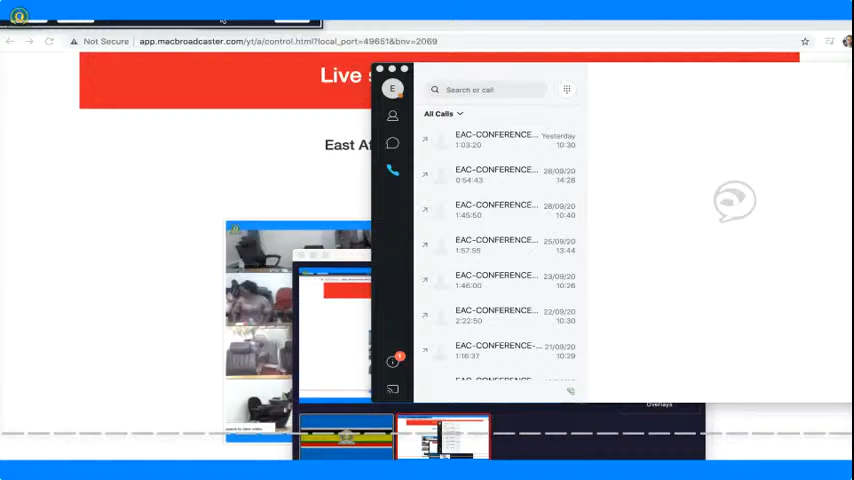 Not Secure
app.macbroadcaster.com/yt/a/control.html?local_port=49651&bnv=2069
Live s
East Af
E
Search or call
All Calls
EAC-CONFERENCE... Yesterday
1:03:20 10:30
EAC-CONFERENCE... 28/09/20
0:54:43 14:28
EAC-CONFERENCE... 28/09/20
1:45:50 10:40
EAC-CONFERENCE... 25/09/20
1:57:55 13:44
EAC-CONFERENCE... 23/09/20
1:46:00 10:26
EAC-CONFERENCE... 22/09/20
2:22:50 10:30
EAC-CONFERENCE-... 21/09/20
1:16:37 10:29
1
Overlays